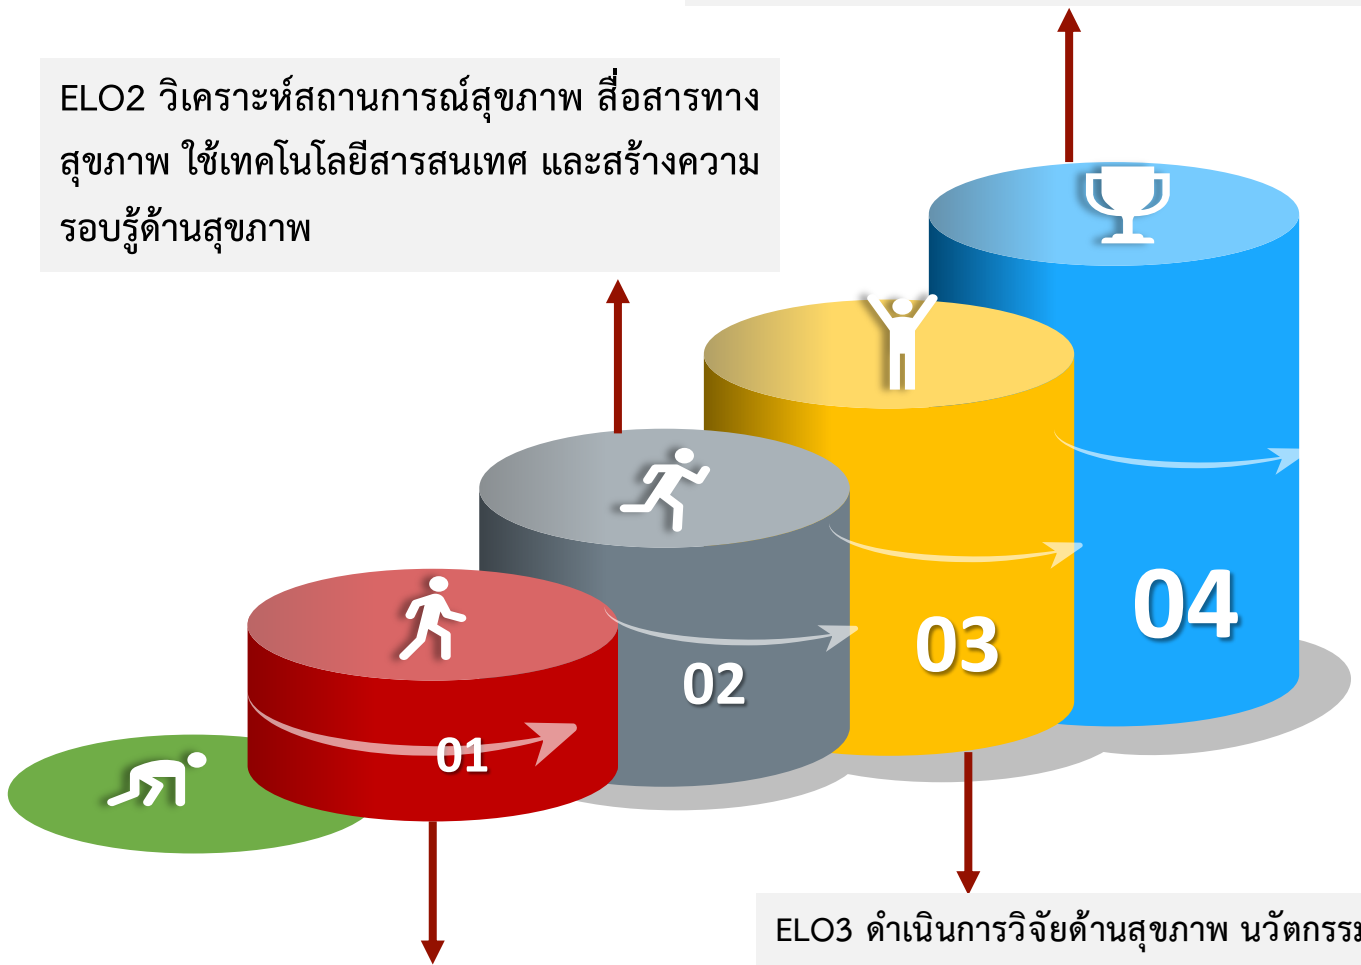 ELO2 วิเคราะห์สถานการณ์สุขภาพ สื่อสารทาง
สุขภาพ ใช้เทคโนโลยีสารสนเทศ และสร้างความ
รอบรู้ด้านสุขภาพ
04
03
02
01
ELO3 ดำเนินการวิจัยด้านสุขภาพ นวัตกรรม